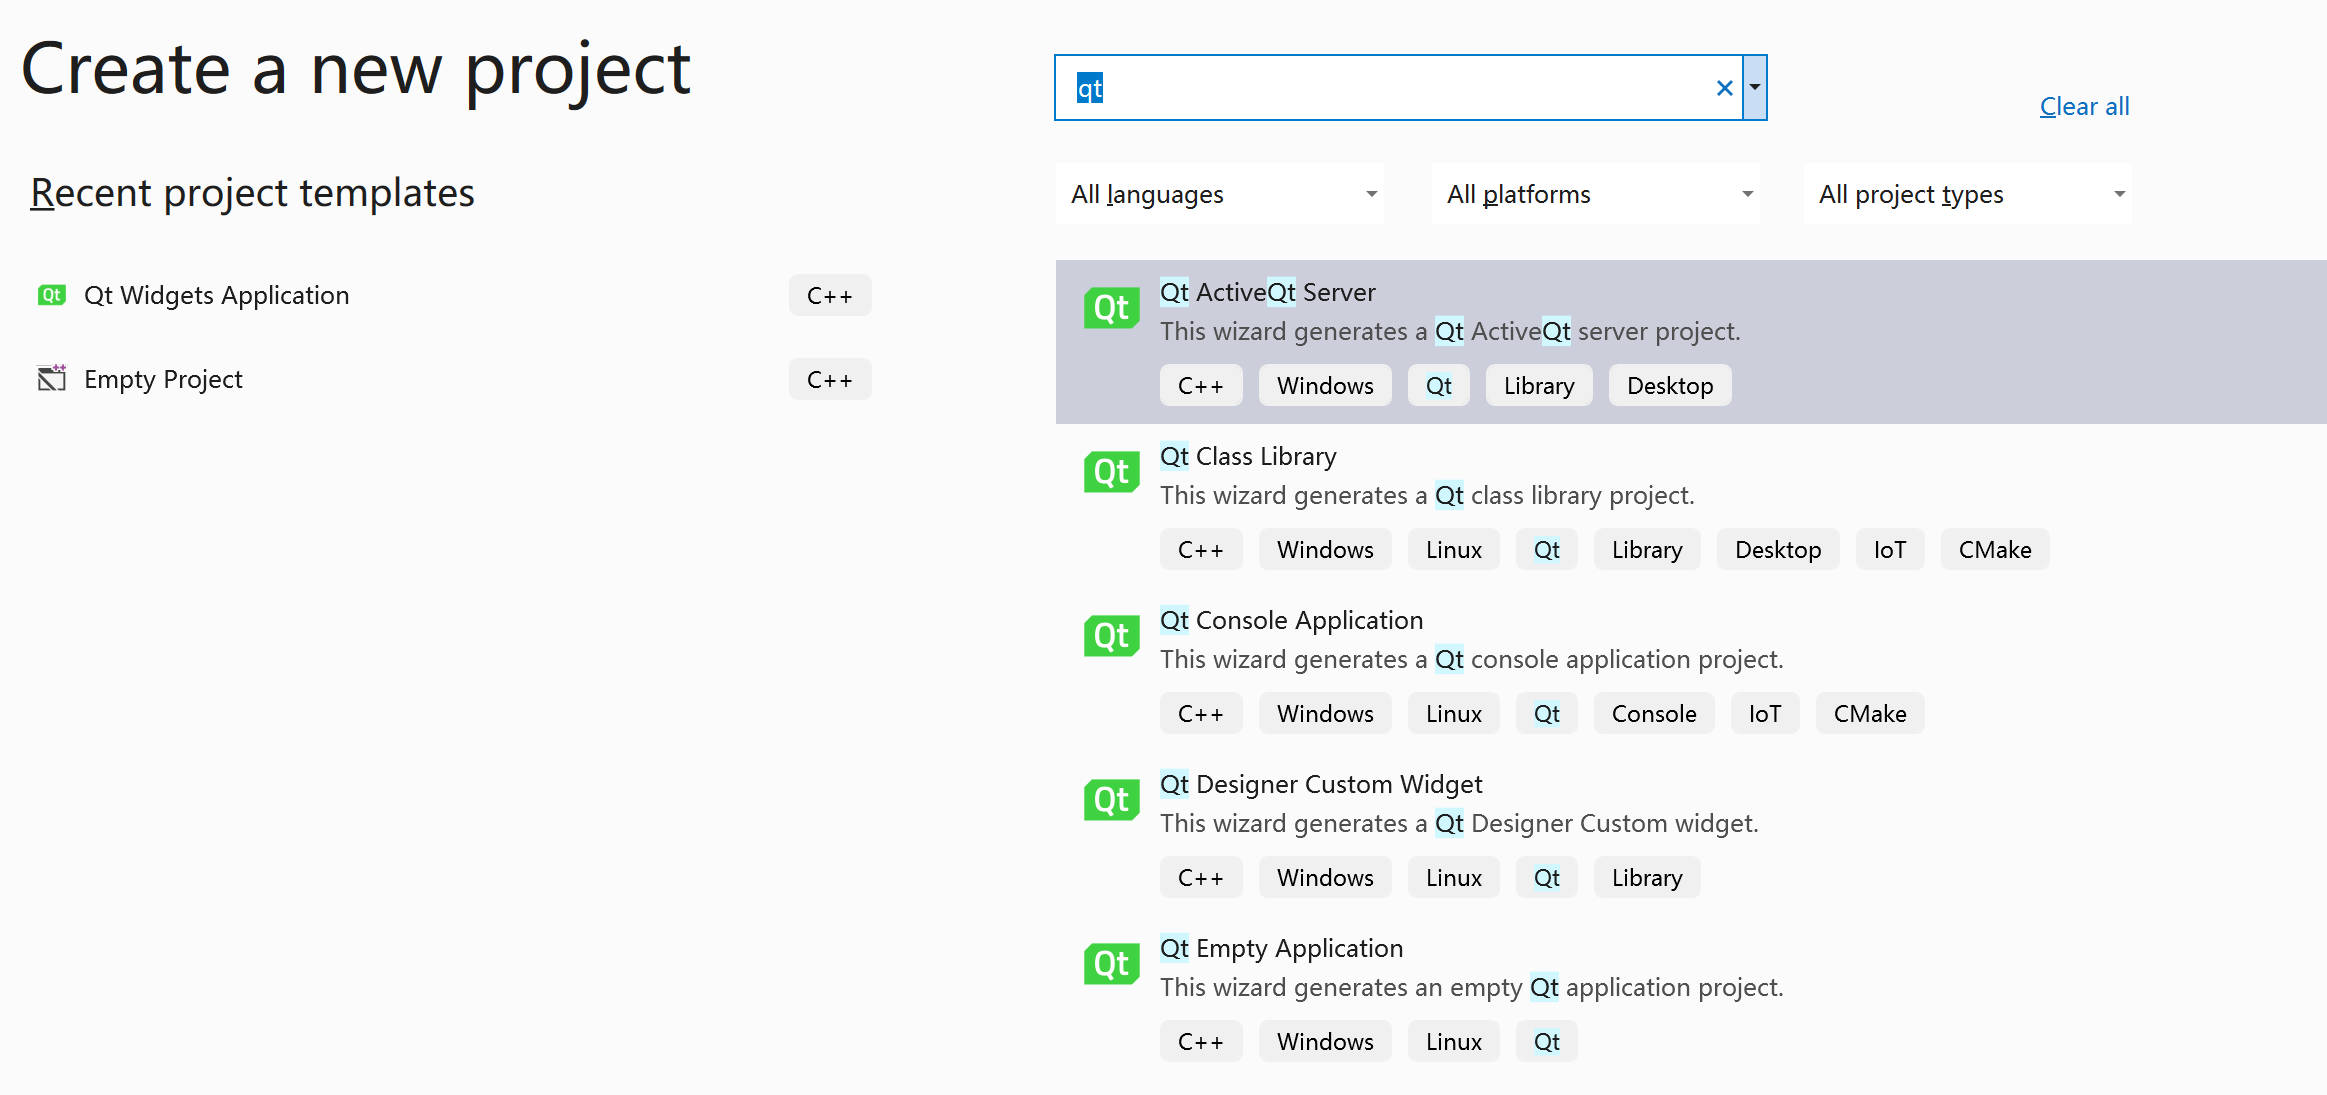 Create a new project
qt
Clear all
Recent project templates
All languages
All platforms
All project types
Qt Qt Widgets Application C++
Empty Project C++
Qt
Qt ActiveQt Server
This wizard generates a Qt ActiveQt server project.
C++ Windows Qt Library Desktop
Qt
Qt Class Library
This wizard generates a Qt class library project.
C++ Windows Linux Qt Library Desktop IoT CMake
Qt
Qt Console Application
This wizard generates a Qt console application project.
C++ Windows Linux Qt Console IoT CMake
Qt
Qt Designer Custom Widget
This wizard generates a Qt Designer Custom widget.
C++ Windows Linux Qt Library
Qt
Qt Empty Application
This wizard generates an empty Qt application project.
C++ Windows Linux Qt